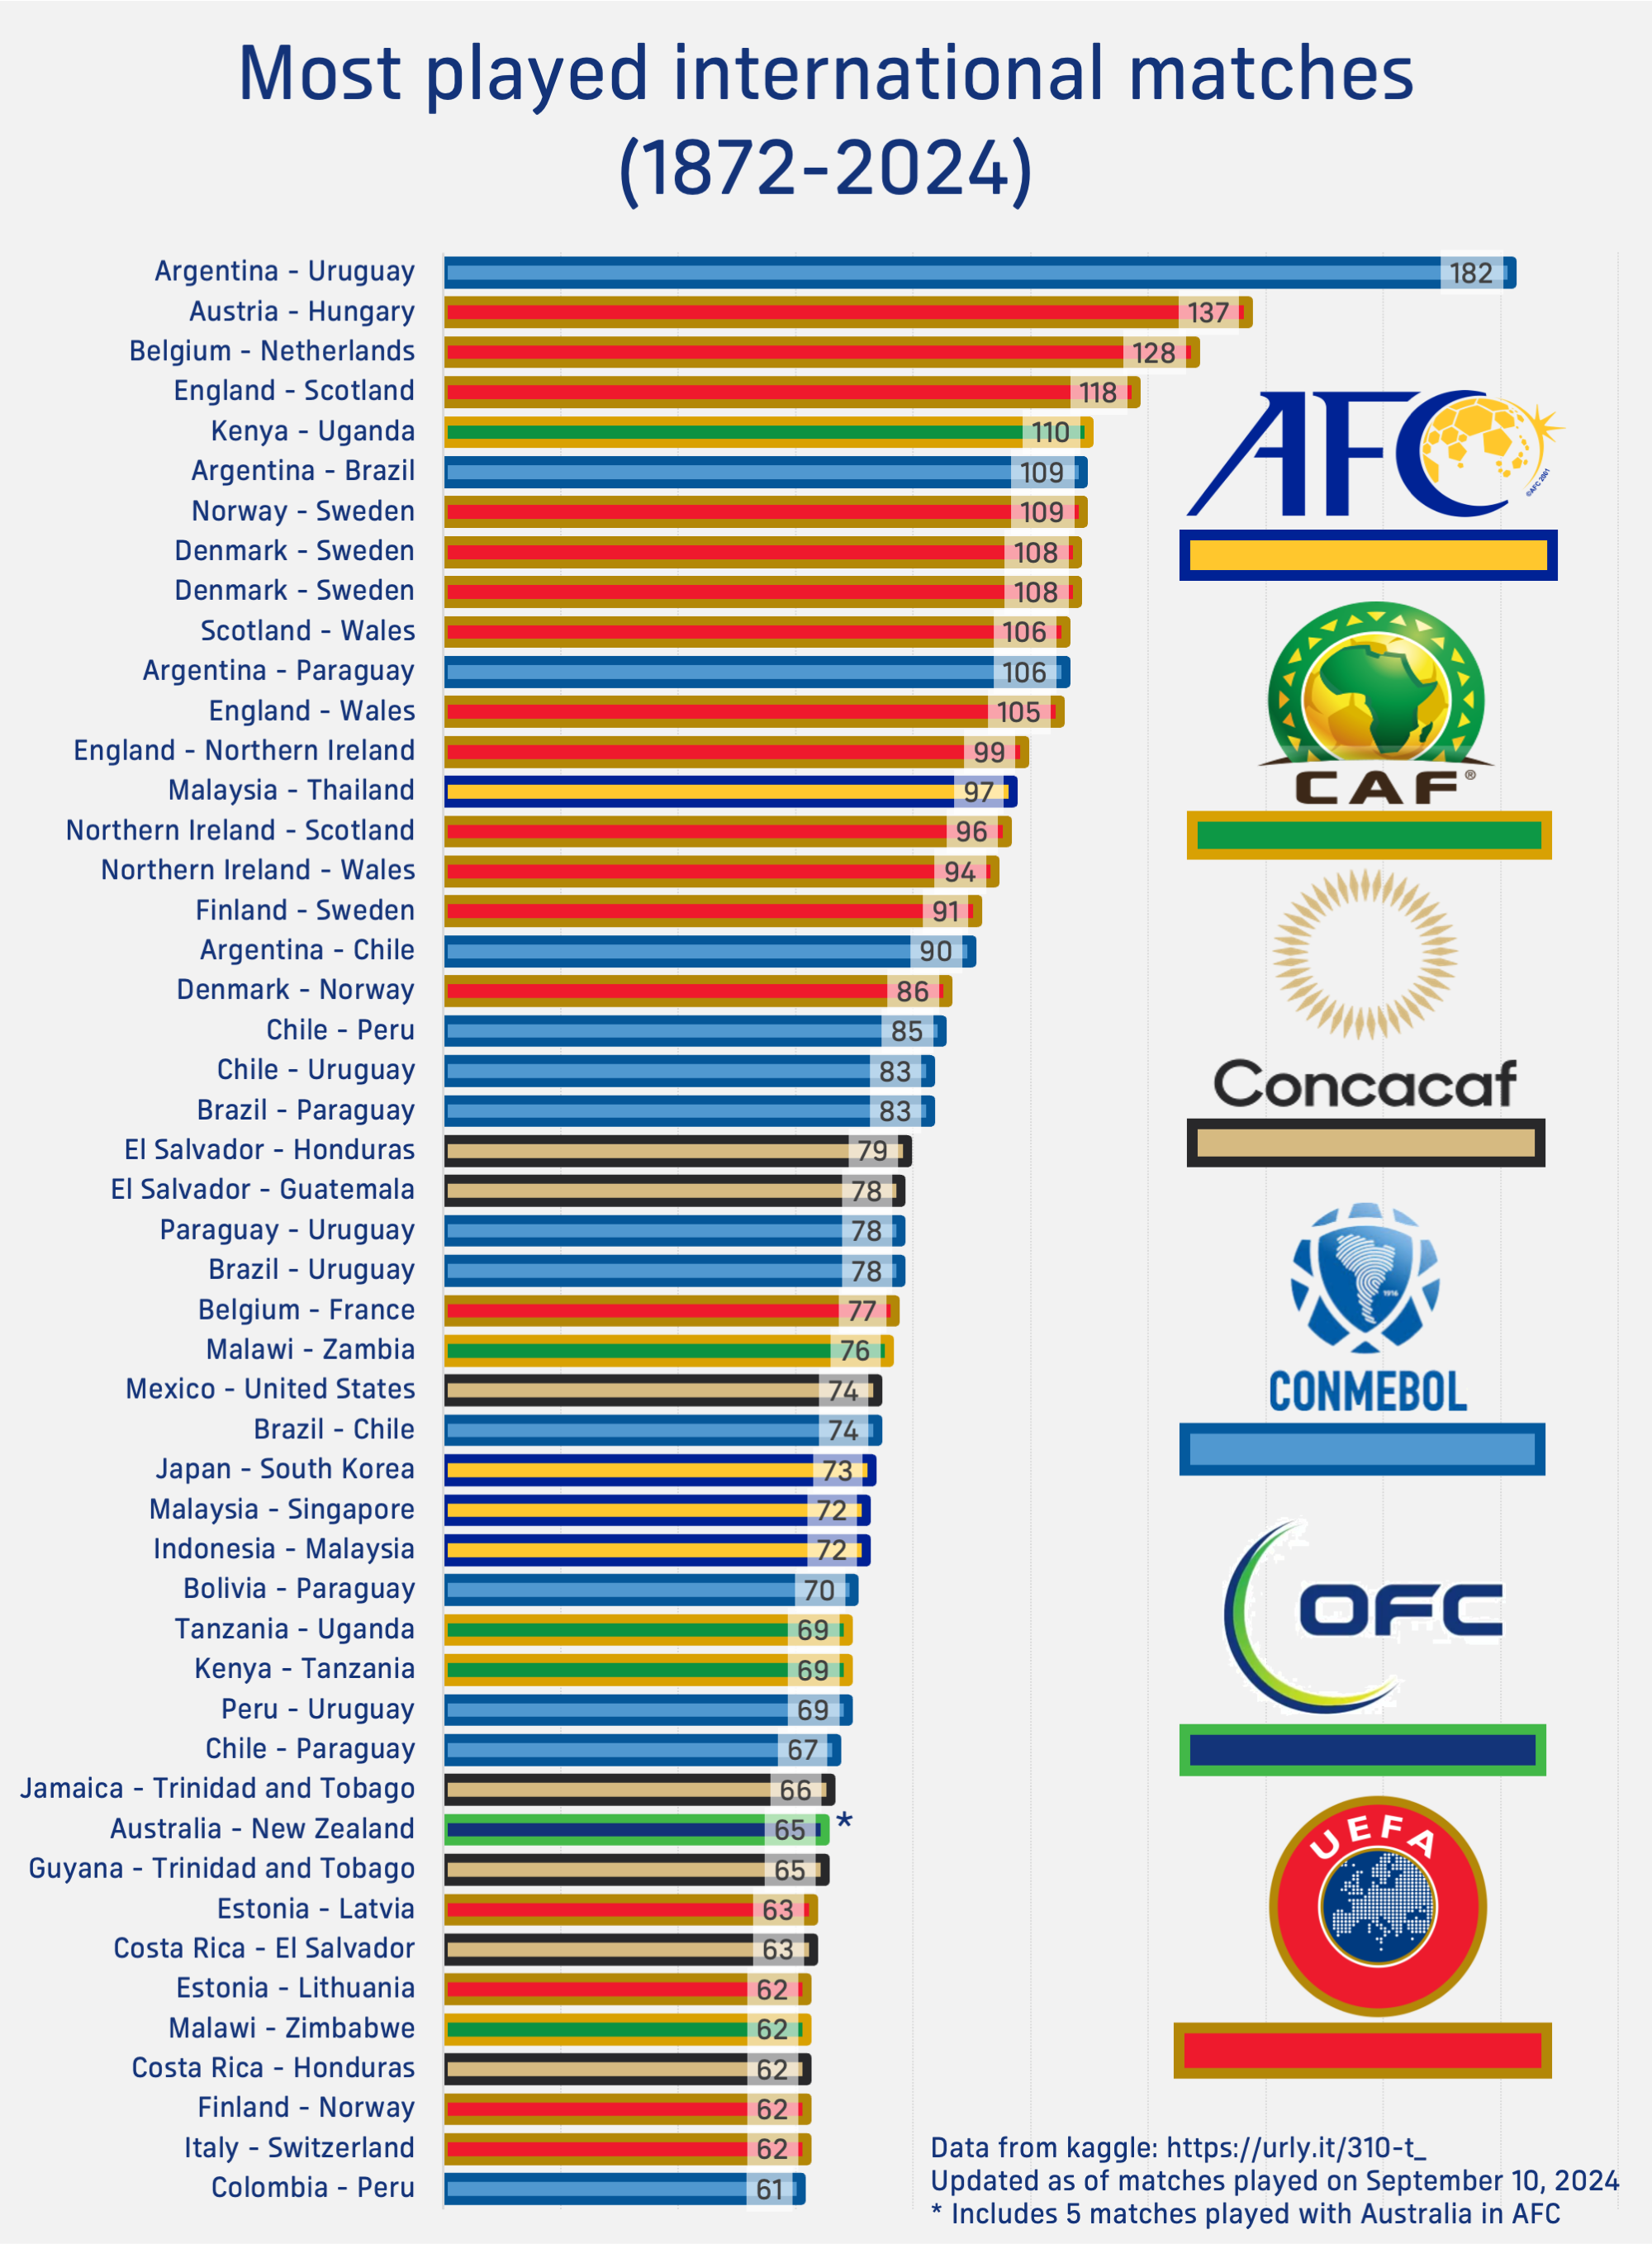 Most played international matches
(1872-2024)
Argentina - Uruguay 182
Austria - Hungary 137
Belgium - Netherlands 128
England - Scotland 118
Kenya - Uganda 110
Argentina - Brazil 109
Norway - Sweden 109
Denmark - Sweden 108
Denmark - Sweden 108
Scotland - Wales 106
Argentina - Paraguay 106
England - Wales 105
England - Northern Ireland 99
Malaysia - Thailand 97
Northern Ireland - Scotland 96
Northern Ireland - Wales 94
Finland - Sweden 91
Argentina - Chile 90
Denmark - Norway 86
Chile - Peru 85
Chile - Uruguay 83
Brazil - Paraguay 83
El Salvador - Honduras 79
El Salvador - Guatemala 78
Paraguay - Uruguay 78
Brazil - Uruguay 78
Belgium - France 77
Malawi - Zambia 76
Mexico - United States 74
Brazil - Chile 74
Japan - South Korea 73
Malaysia - Singapore 72
Indonesia - Malaysia 72
Bolivia - Paraguay 70
Tanzania - Uganda 69
Kenya - Tanzania 69
Peru - Uruguay 69
Chile - Paraguay 67
Jamaica - Trinidad and Tobago 66
Australia - New Zealand 65 *
Guyana - Trinidad and Tobago 65
Estonia - Latvia 63
Costa Rica - El Salvador 63
Estonia - Lithuania 62
Malawi - Zimbabwe 62
Costa Rica - Honduras 62
Finland - Norway 62
Italy - Switzerland 62
Colombia - Peru 61
AFC
©AFC 2001
CAF®
Concacaf
1916
CONMEBOL
OFC
UEFA
Data from kaggle: https://urly.it/310-t_
Updated as of matches played on September 10, 2024
* Includes 5 matches played with Australia in AFC